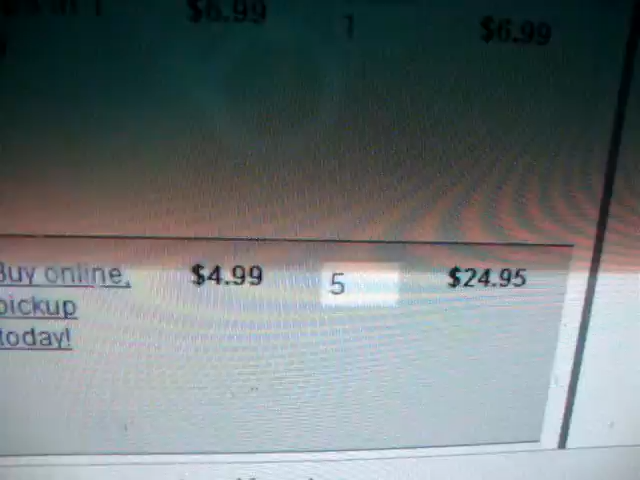 $6.99 1 $6.99
Buy online, $4.99 5 $24.95
pickup
today!